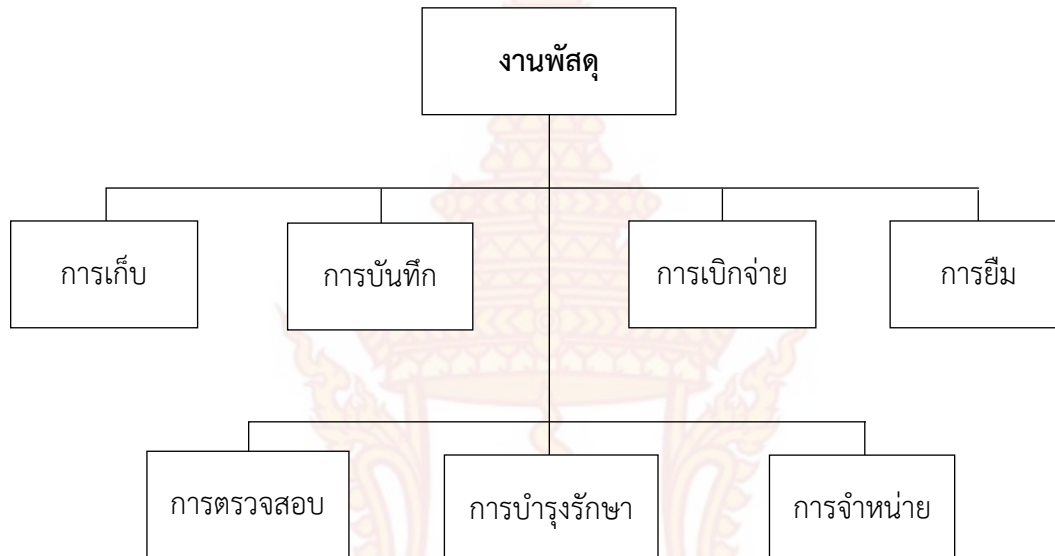 งานพัสดุ
การเก็บ
การบันทึก
การเบิกจ่าย
การยืม
การตรวจสอบ
การบำรุงรักษา
การจำหน่าย